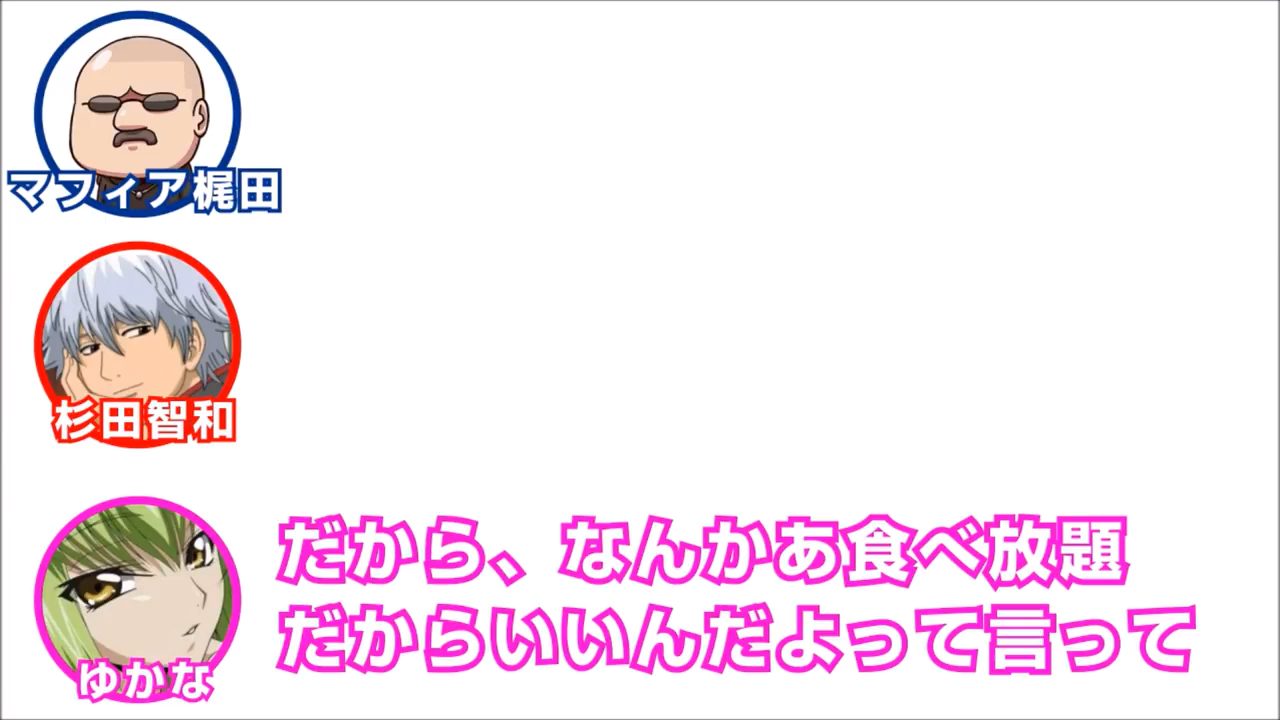 マフィア梶田
杉田智和
だから、なんかあ食べ放題
だからいいんだよって言って
ゆかな